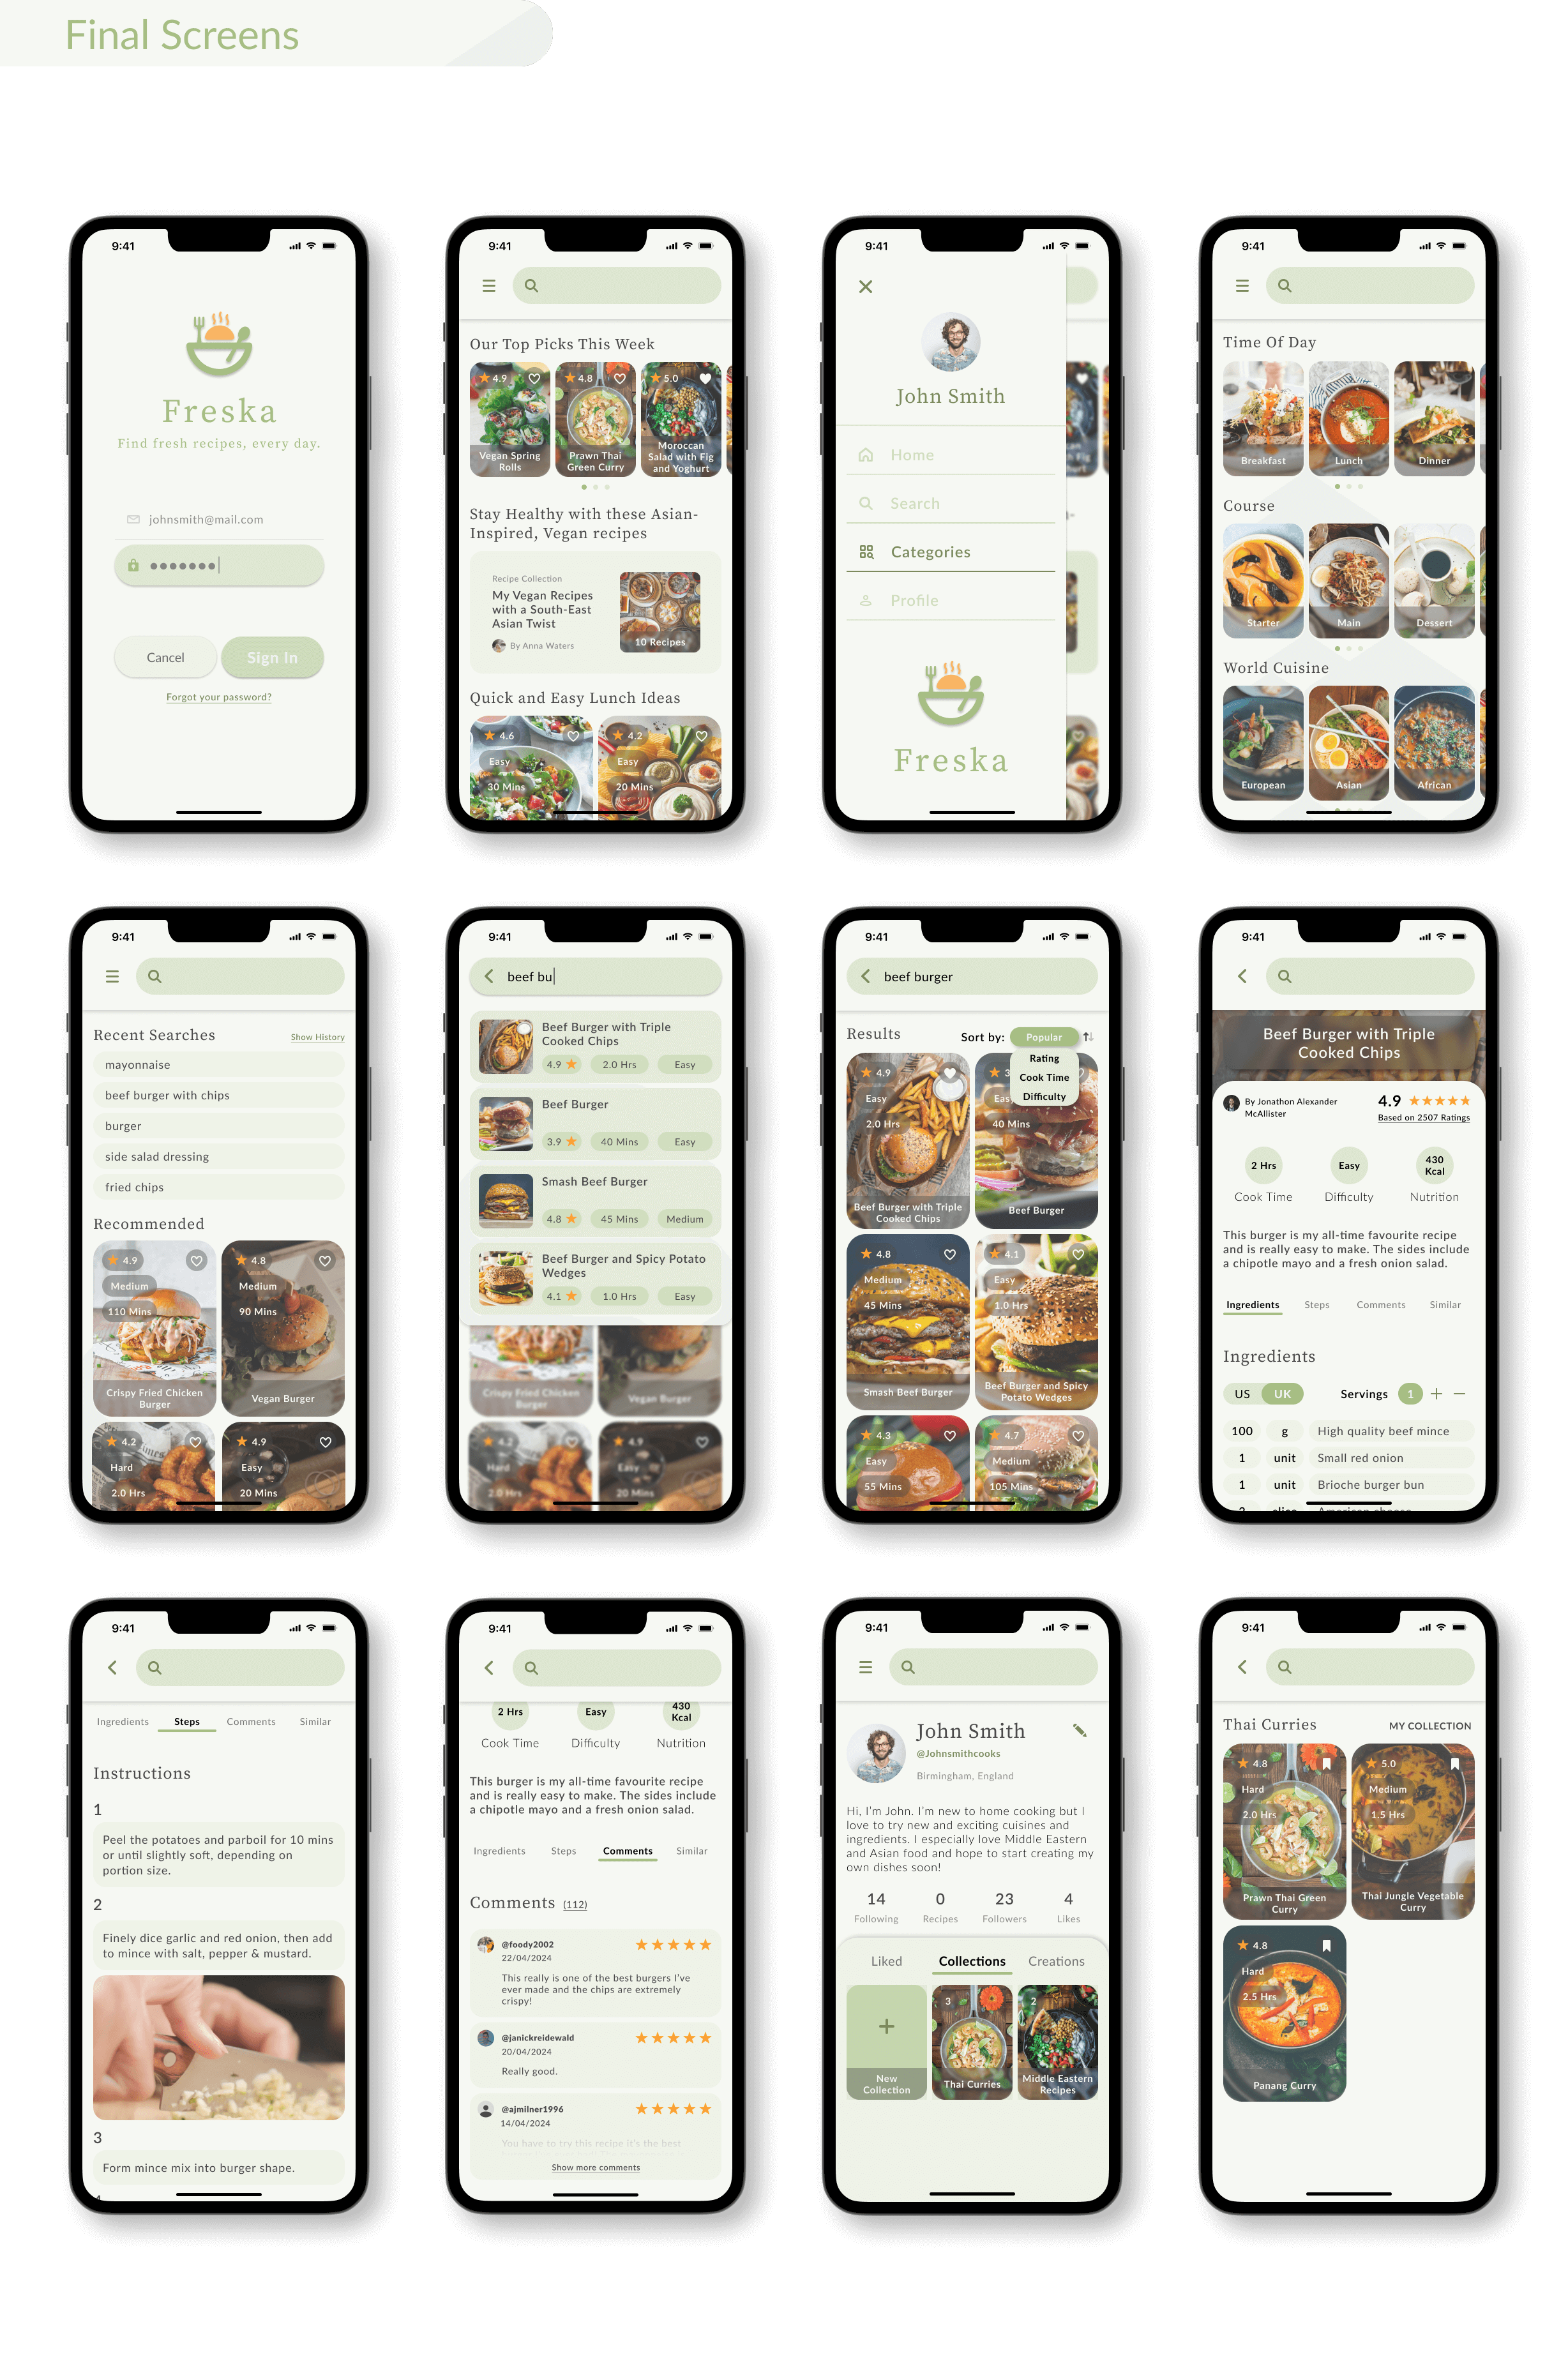 Final Screens
9:41
Freska
Find fresh recipes, every day.
johnsmith@mail.com
Cancel
Sign In
Forgot your password?
9:41
Our Top Picks This Week
4.9
4.8
5.0
Vegan Spring
Rolls
Prawn Thai
Green Curry
Moroccan
Salad with Fig
and Yoghurt
Stay Healthy with these Asian-
Inspired, Vegan recipes
Recipe Collection
My Vegan Recipes
with a South-East
Asian Twist
By Anna Waters
10 Recipes
Quick and Easy Lunch Ideas
4.6
Easy
30 Mins
4.2
Easy
20 Mins
9:41
John Smith
Home
Search
Categories
Profile
Freska
9:41
Time Of Day
Breakfast
Lunch
Dinner
Course
Starter
Main
Dessert
World Cuisine
European
Asian
African
9:41
Recent Searches
Show History
mayonnaise
beef burger with chips
burger
side salad dressing
fried chips
Recommended
4.9
Medium
110 Mins
Crispy Fried Chicken
Burger
4.8
Medium
90 Mins
Vegan Burger
4.2
Hard
2.0 Hrs
4.9
Easy
20 Mins
9:41
beef bu
Beef Burger with Triple
Cooked Chips
4.9
2.0 Hrs
Easy
Beef Burger
3.9
40 Mins
Easy
Smash Beef Burger
4.8
45 Mins
Medium
Beef Burger and Spicy Potato
Wedges
4.1
1.0 Hrs
Easy
Crispy Fried Chicken
Burger
Vegan Burger
4.2
Hard
2.0 Hrs
4.9
Easy
20 Mins
9:41
beef burger
Results
Sort by:
Popular
Rating
Cook Time
Difficulty
4.9
Easy
2.0 Hrs
Beef Burger with Triple
Cooked Chips
3
Eas
40 Mins
Beef Burger
4.8
Medium
45 Mins
Smash Beef Burger
4.1
Easy
1.0 Hrs
Beef Burger and Spicy
Potato Wedges
4.3
Easy
55 Mins
4.7
Medium
105 Mins
9:41
Beef Burger with Triple
Cooked Chips
By Jonathon Alexander
McAllister
4.9
Based on 2507 Ratings
2 Hrs
Easy
430
Kcal
Cook Time
Difficulty
Nutrition
This burger is my all-time favourite recipe
and is really easy to make. The sides include
a chipotle mayo and a fresh onion salad.
Ingredients
Steps
Comments
Similar
Ingredients
US
UK
Servings
1
100 g High quality beef mince
1 unit Small red onion
1 unit Brioche burger bun
2 slice American cheese
9:41
Ingredients
Steps
Comments
Similar
Instructions
1
Peel the potatoes and parboil for 10 mins
or until slightly soft, depending on
portion size.
2
Finely dice garlic and red onion, then add
to mince with salt, pepper & mustard.
3
Form mince mix into burger shape.
9:41
2 Hrs
Easy
430
Kcal
Cook Time
Difficulty
Nutrition
This burger is my all-time favourite recipe
and is really easy to make. The sides include
a chipotle mayo and a fresh onion salad.
Ingredients
Steps
Comments
Similar
Comments (112)
@foody2002
22/04/2024
This really is one of the best burgers I've
ever made and the chips are extremely
crispy!
@janickreidewald
20/04/2024
Really good.
@ajmilner1996
14/04/2024
You have to try this recipe it's the best
Show more comments
9:41
John Smith
@Johnsmithcooks
Birmingham, England
Hi, I'm John. I'm new to home cooking but I
love to try new and exciting cuisines and
ingredients. I especially love Middle Eastern
and Asian food and hope to start creating my
own dishes soon!
14
0
23
4
Following
Recipes
Followers
Likes
Liked
Collections
Creations
New
Collection
3
Thai Curries
2
Middle Eastern
Recipes
9:41
Thai Curries
MY COLLECTION
4.8
Hard
2.0 Hrs
Prawn Thai Green
Curry
5.0
Medium
1.5 Hrs
Thai Jungle Vegetable
Curry
4.8
Hard
2.5 Hrs
Panang Curry